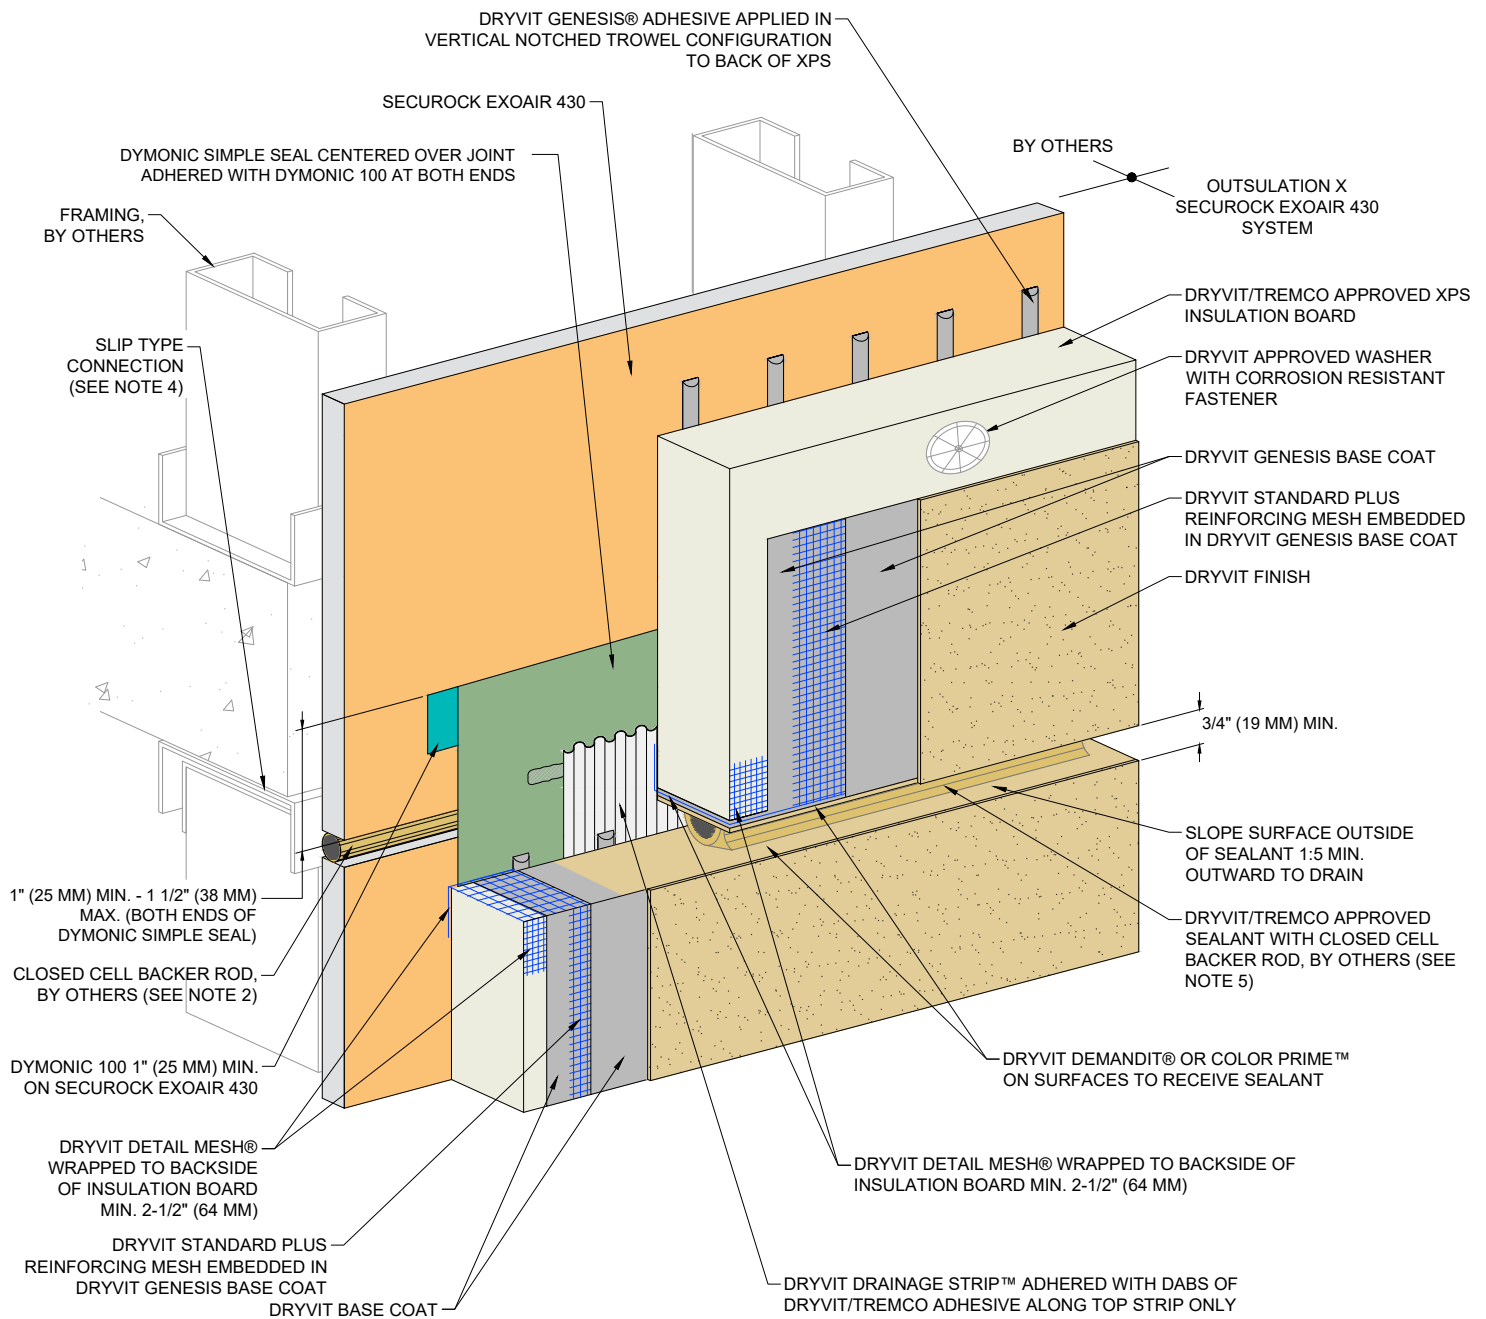 DRYVIT GENESIS® ADHESIVE APPLIED IN
VERTICAL NOTCHED TROWEL CONFIGURATION
TO BACK OF XPS
SECUROCK EXOAIR 430
DYMONIC SIMPLE SEAL CENTERED OVER JOINT
ADHERED WITH DYMONIC 100 AT BOTH ENDS
FRAMING,
BY OTHERS
SLIP TYPE
CONNECTION
(SEE NOTE 4)
BY OTHERS
OUTSULATION X
SECUROCK EXOAIR 430
SYSTEM
DRYVIT/TREMCO APPROVED XPS
INSULATION BOARD
DRYVIT APPROVED WASHER
WITH CORROSION RESISTANT
FASTENER
DRYVIT GENESIS BASE COAT
DRYVIT STANDARD PLUS
REINFORCING MESH EMBEDDED
IN DRYVIT GENESIS BASE COAT
DRYVIT FINISH
3/4" (19 MM) MIN.
SLOPE SURFACE OUTSIDE
OF SEALANT 1:5 MIN.
OUTWARD TO DRAIN
DRYVIT/TREMCO APPROVED
SEALANT WITH CLOSED CELL
BACKER ROD, BY OTHERS (SEE
NOTE 5)
1" (25 MM) MIN. - 1 1/2" (38 MM)
MAX. (BOTH ENDS OF
DYMONIC SIMPLE SEAL)
CLOSED CELL BACKER ROD,
BY OTHERS (SEE NOTE 2)
DYMONIC 100 1" (25 MM) MIN.
ON SECUROCK EXOAIR 430
DRYVIT DETAIL MESH®
WRAPPED TO BACKSIDE
OF INSULATION BOARD
MIN. 2-1/2" (64 MM)
DRYVIT STANDARD PLUS
REINFORCING MESH EMBEDDED IN
DRYVIT GENESIS BASE COAT
DRYVIT BASE COAT
DRYVIT DEMANDIT® OR COLOR PRIME™
ON SURFACES TO RECEIVE SEALANT
DRYVIT DETAIL MESH® WRAPPED TO BACKSIDE OF
INSULATION BOARD MIN. 2-1/2" (64 MM)
DRYVIT DRAINAGE STRIP™ ADHERED WITH DABS OF
DRYVIT/TREMCO ADHESIVE ALONG TOP STRIP ONLY